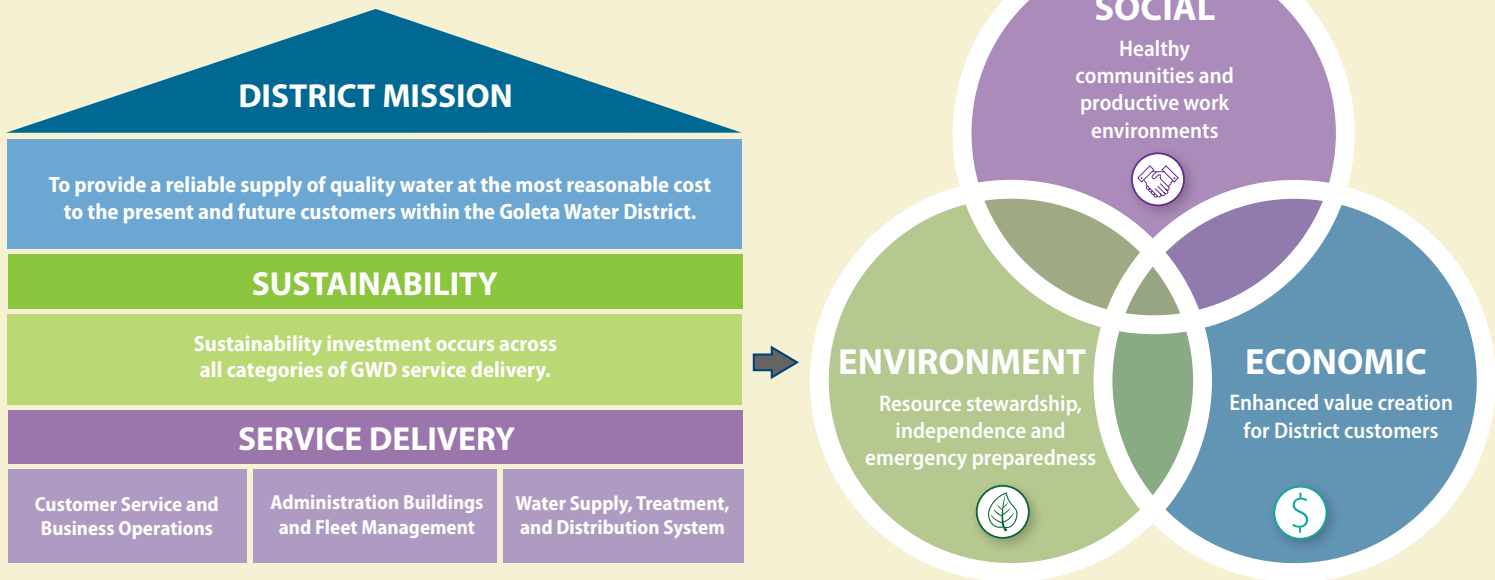 DISTRICT MISSION
To provide a reliable supply of quality water at the most reasonable cost
to the present and future customers within the Goleta Water District.
SUSTAINABILITY
Sustainability investment occurs across
all categories of GWD service delivery.
SERVICE DELIVERY
Customer Service and
Business Operations
Administration Buildings
and Fleet Management
Water Supply, Treatment,
and Distribution System
SOCIAL
Healthy
communities and
productive work
environments
ENVIRONMENT
Resource stewardship,
independence and
emergency preparedness
ECONOMIC
Enhanced value creation
for District customers
$